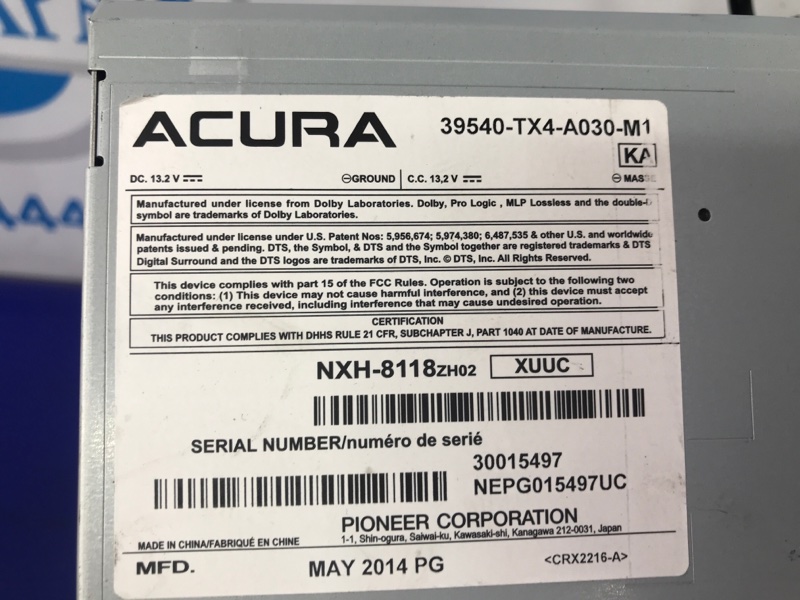 ACURA
39540-TX4-A030-M1
KA
DC. 13.2 V ⎓ ⊖GROUND | C.C. 13,2 V ⎓ ⊖
Manufactured under license from Dolby Laboratories. Dolby, Pro Logic , MLP Lossless and the double-D
symbol are trademarks of Dolby Laboratories.
Manufactured under license under U.S. Patent Nos: 5,956,674; 5,974,380; 6,487,535 & other U.S. and worldwide
patents issued & pending. DTS, the Symbol, & DTS and the Symbol together are registered trademarks & DTS
Digital Surround and the DTS logos are trademarks of DTS, Inc. © DTS, Inc. All Rights Reserved.
This device complies with part 15 of the FCC Rules. Operation is subject to the following two
conditions: (1) This device may not cause harmful interference, and (2) this device must accept
any interference received, including interference that may cause undesired operation.
CERTIFICATION
THIS PRODUCT COMPLIES WITH DHHS RULE 21 CFR, SUBCHAPTER J, PART 1040 AT DATE OF MANUFACTURE.
NXH-8118ZH02 XUUC
SERIAL NUMBER/numéro de serié
30015497
NEPG015497UC
PIONEER CORPORATION
1-1, Shin-ogura, Saiwai-ku, Kawasaki-shi, Kanagawa 212-0031, Japan
MADE IN CHINA/FABRIQUÉ EN CHINE
MFD. MAY 2014 PG <CRX2216-A>